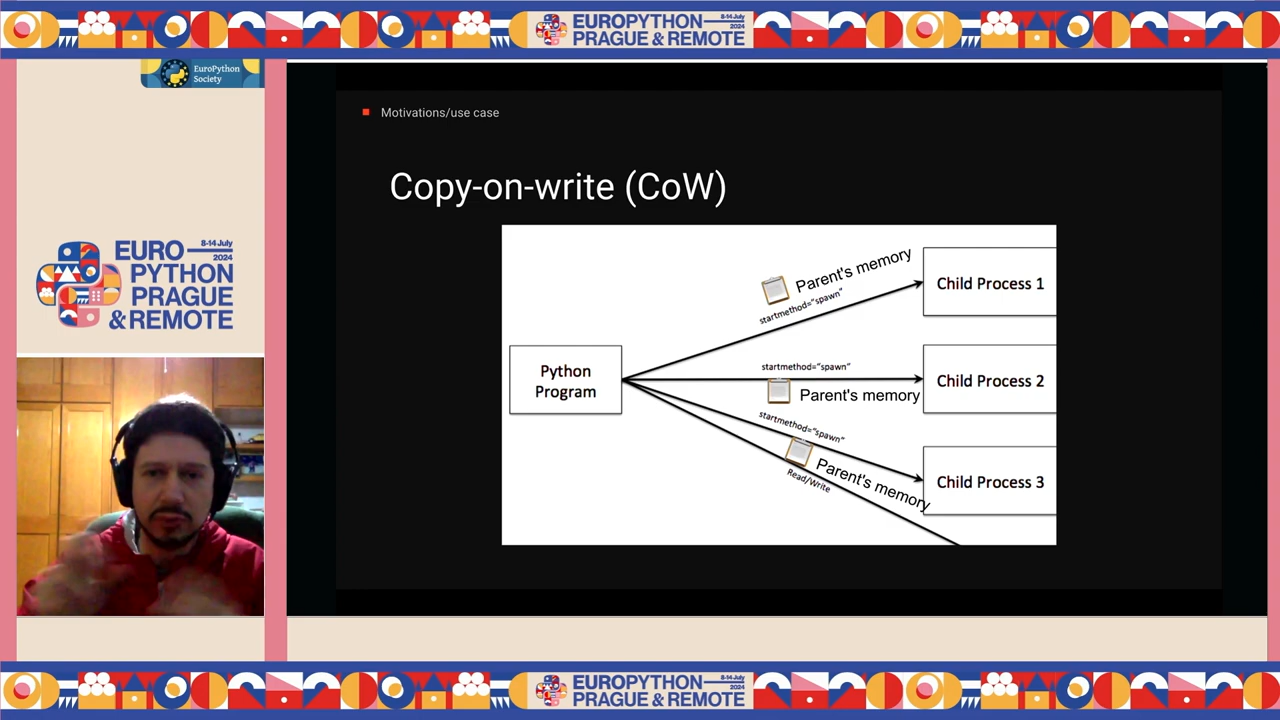 EUROPYTHON
8-14 July
2024
PRAGUE & REMOTE
EuroPython
Society
Motivations/use case
Copy-on-write (CoW)
Parent's memory
startmethod="spawn"
Child Process 1
Python
Program
startmethod="spawn"
Parent's memory
Child Process 2
startmethod="spawn"
Parent's memory
Read/Write
Child Process 3
EURO
8-14 July
2024
PYTHON
PRAGUE
& REMOTE
EUROPYTHON
8-14 July
2024
PRAGUE & REMOTE